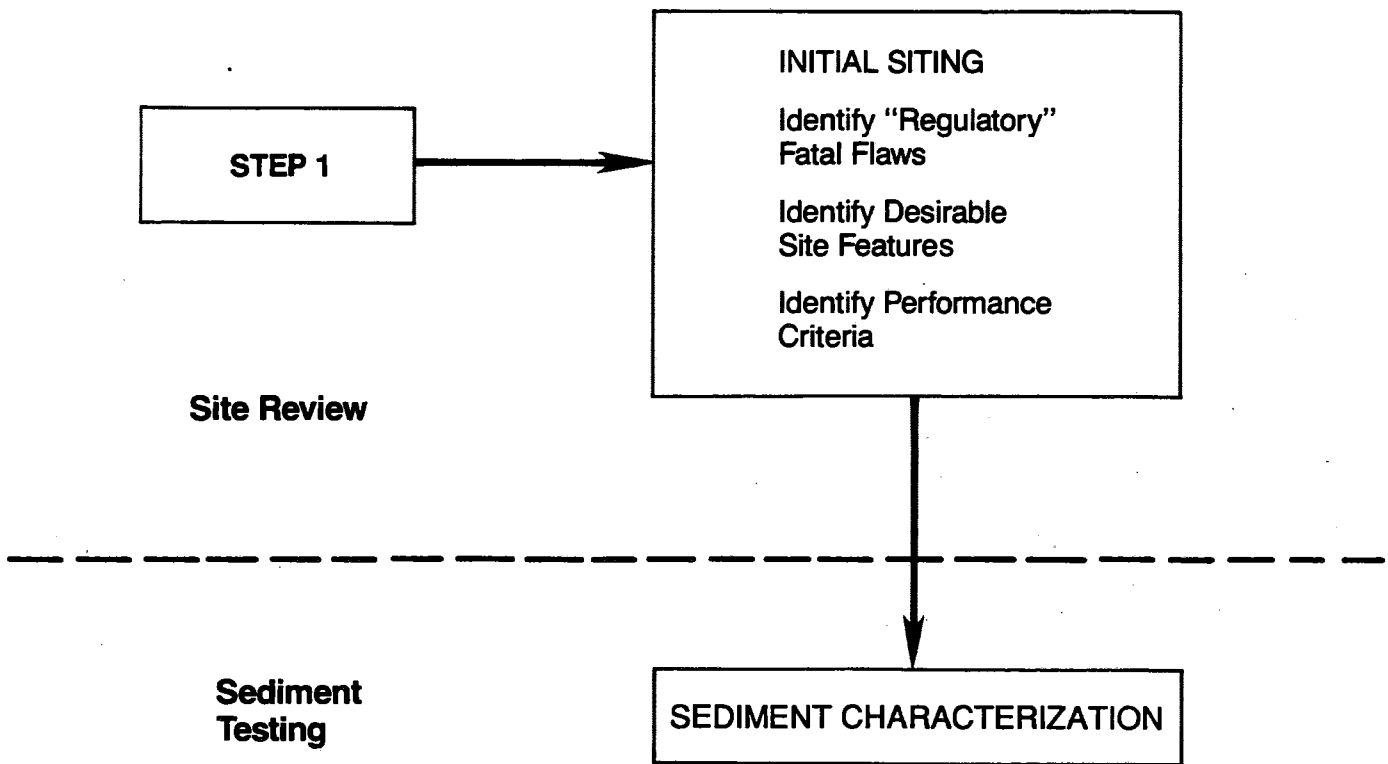 STEP 1
INITIAL SITING
Identify “Regulatory”
Fatal Flaws
Identify Desirable
Site Features
Identify Performance
Criteria
Site Review
Sediment
Testing
SEDIMENT CHARACTERIZATION